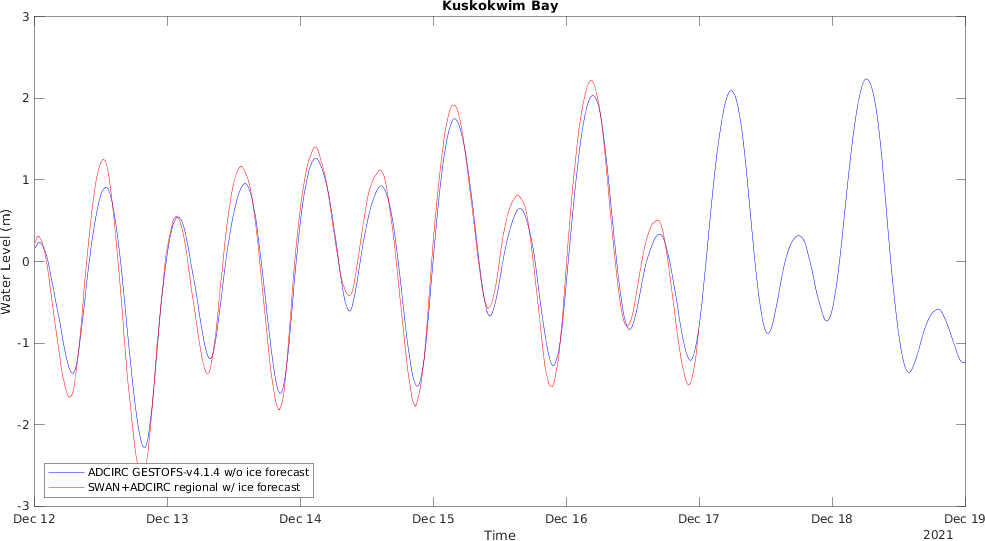 Kuskokwim Bay
3
2
1
0
-1
-2
-3
Water Level (m)
ADCIRC GESTOFS-v4.1.4 w/o ice forecast
SWAN+ADCIRC regional w/ ice forecast
Dec 12 Dec 13 Dec 14 Dec 15 Dec 16 Dec 17 Dec 18 Dec 19
Time
2021